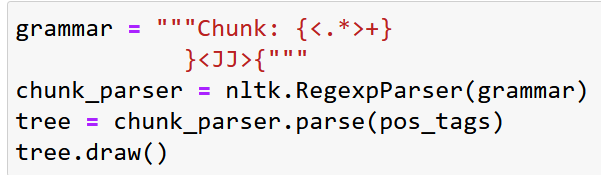 grammar = """Chunk: {<.*>+}
           }<JJ>{"""
chunk_parser = nltk.RegexpParser(grammar)
tree = chunk_parser.parse(pos_tags)
tree.draw()